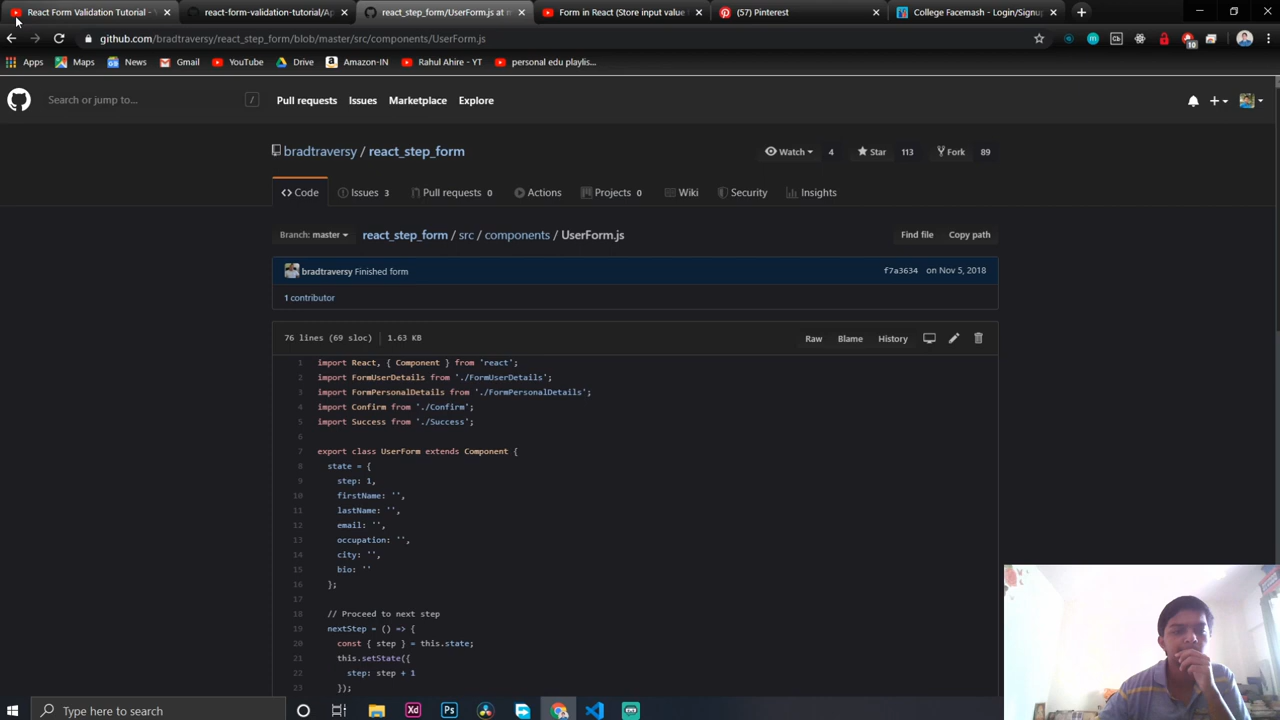 React Form Validation Tutorial - Y
react-form-validation-tutorial/Ap
react_step_form/UserForm.js at m
Form in React (Store input value
(57) Pinterest
College Facemash - Login/Signup
github.com/bradtraversy/react_step_form/blob/master/src/components/UserForm.js
Apps
Maps
News
Gmail
YouTube
Drive
Amazon-IN
Rahul Ahire - YT
personal edu playlis...
Search or jump to...
/
Pull requests
Issues
Marketplace
Explore
bradtraversy / react_step_form
Watch
4
Star
113
Fork
89
Code
Issues 3
Pull requests 0
Actions
Projects 0
Wiki
Security
Insights
Branch: master
react_step_form / src / components / UserForm.js
Find file
Copy path
bradtraversy Finished form
f7a3634 on Nov 5, 2018
1 contributor
76 lines (69 sloc)
1.63 KB
Raw
Blame
History
1 import React, { Component } from 'react';
2 import FormUserDetails from './FormUserDetails';
3 import FormPersonalDetails from './FormPersonalDetails';
4 import Confirm from './Confirm';
5 import Success from './Success';
6
7 export class UserForm extends Component {
8 state = {
9 step: 1,
10 firstName: '',
11 lastName: '',
12 email: '',
13 occupation: '',
14 city: '',
15 bio: ''
16 };
17
18 // Proceed to next step
19 nextStep = () => {
20 const { step } = this.state;
21 this.setState({
22 step: step + 1
23 });
Type here to search
Xd
Ps